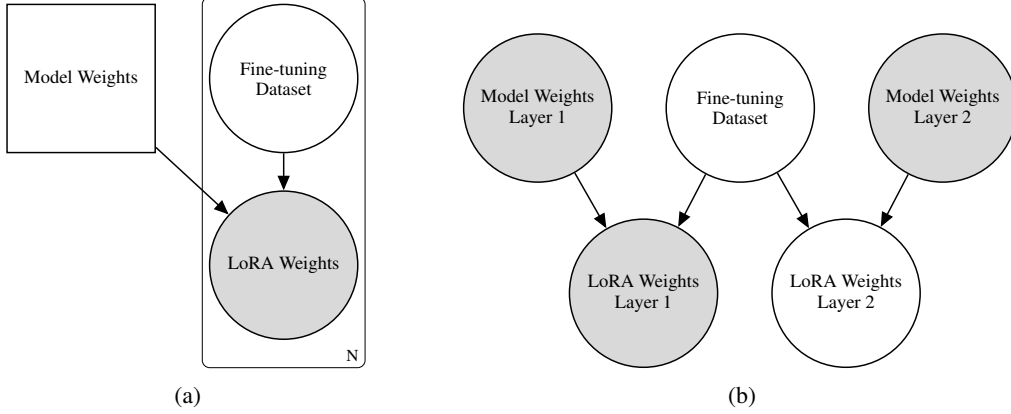 Model Weights
Fine-tuning
Dataset
LoRA Weights
N
(a)
Model Weights
Layer 1
Fine-tuning
Dataset
Model Weights
Layer 2
LoRA Weights
Layer 1
LoRA Weights
Layer 2
(b)